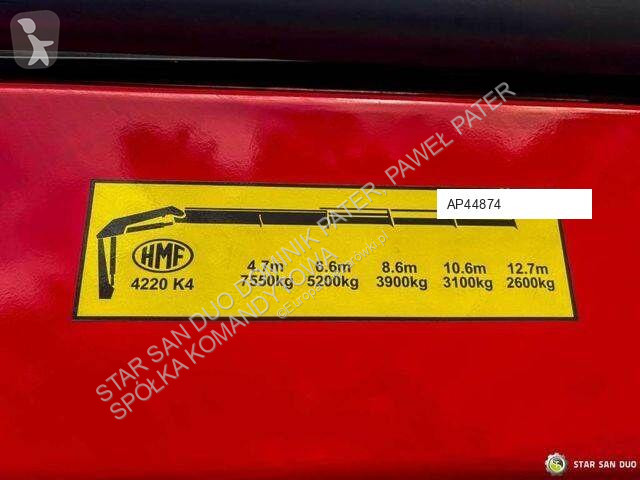 AP44874
HMF
4220 K4
4.7m 6.6m 8.6m 10.6m 12.7m
7550kg 5200kg 3900kg 3100kg 2600kg
STAR SAN DUO DOMINIK PATER, PAWEŁ PATER
SPÓŁKA KOMANDYTOWA
STAR SAN DUO